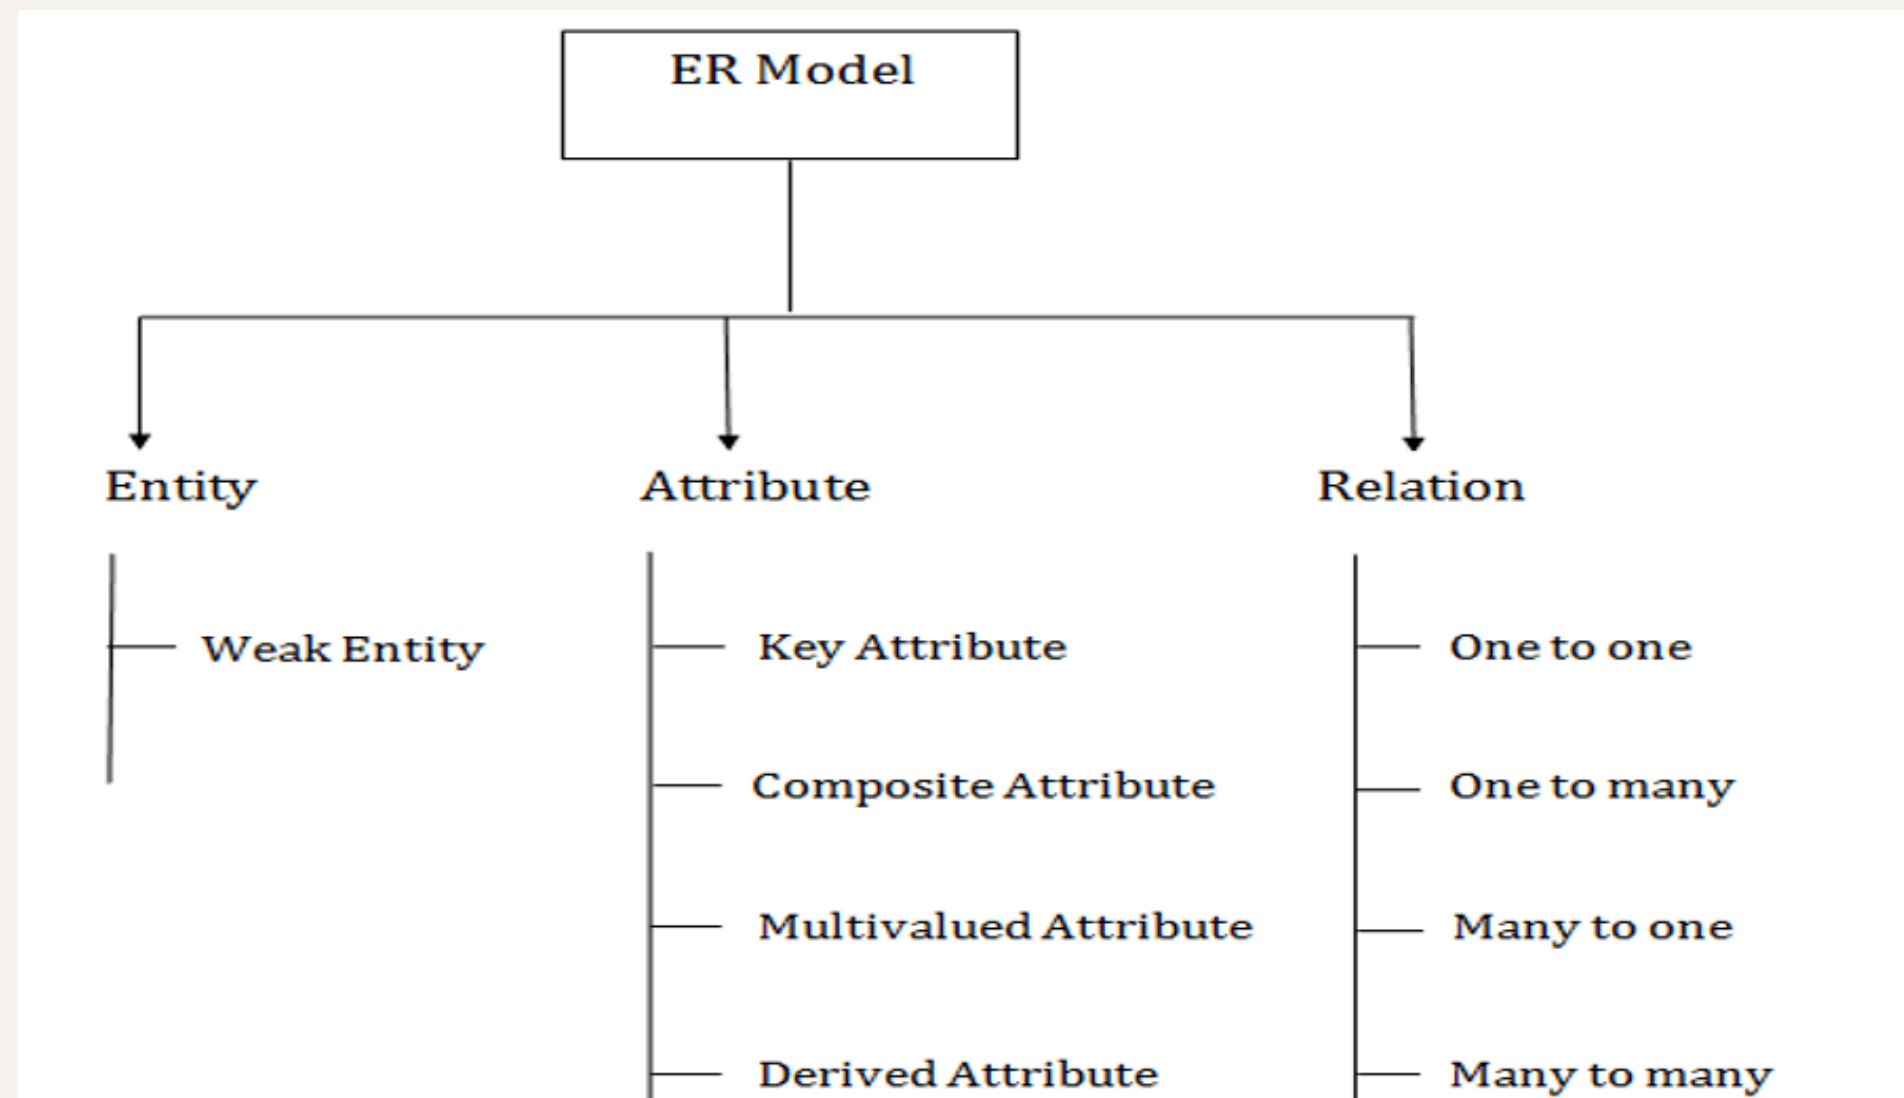 ER Model
Entity
Attribute
Relation
Weak Entity
Key Attribute
One to one
Composite Attribute
One to many
Multivalued Attribute
Many to one
Derived Attribute
Many to many